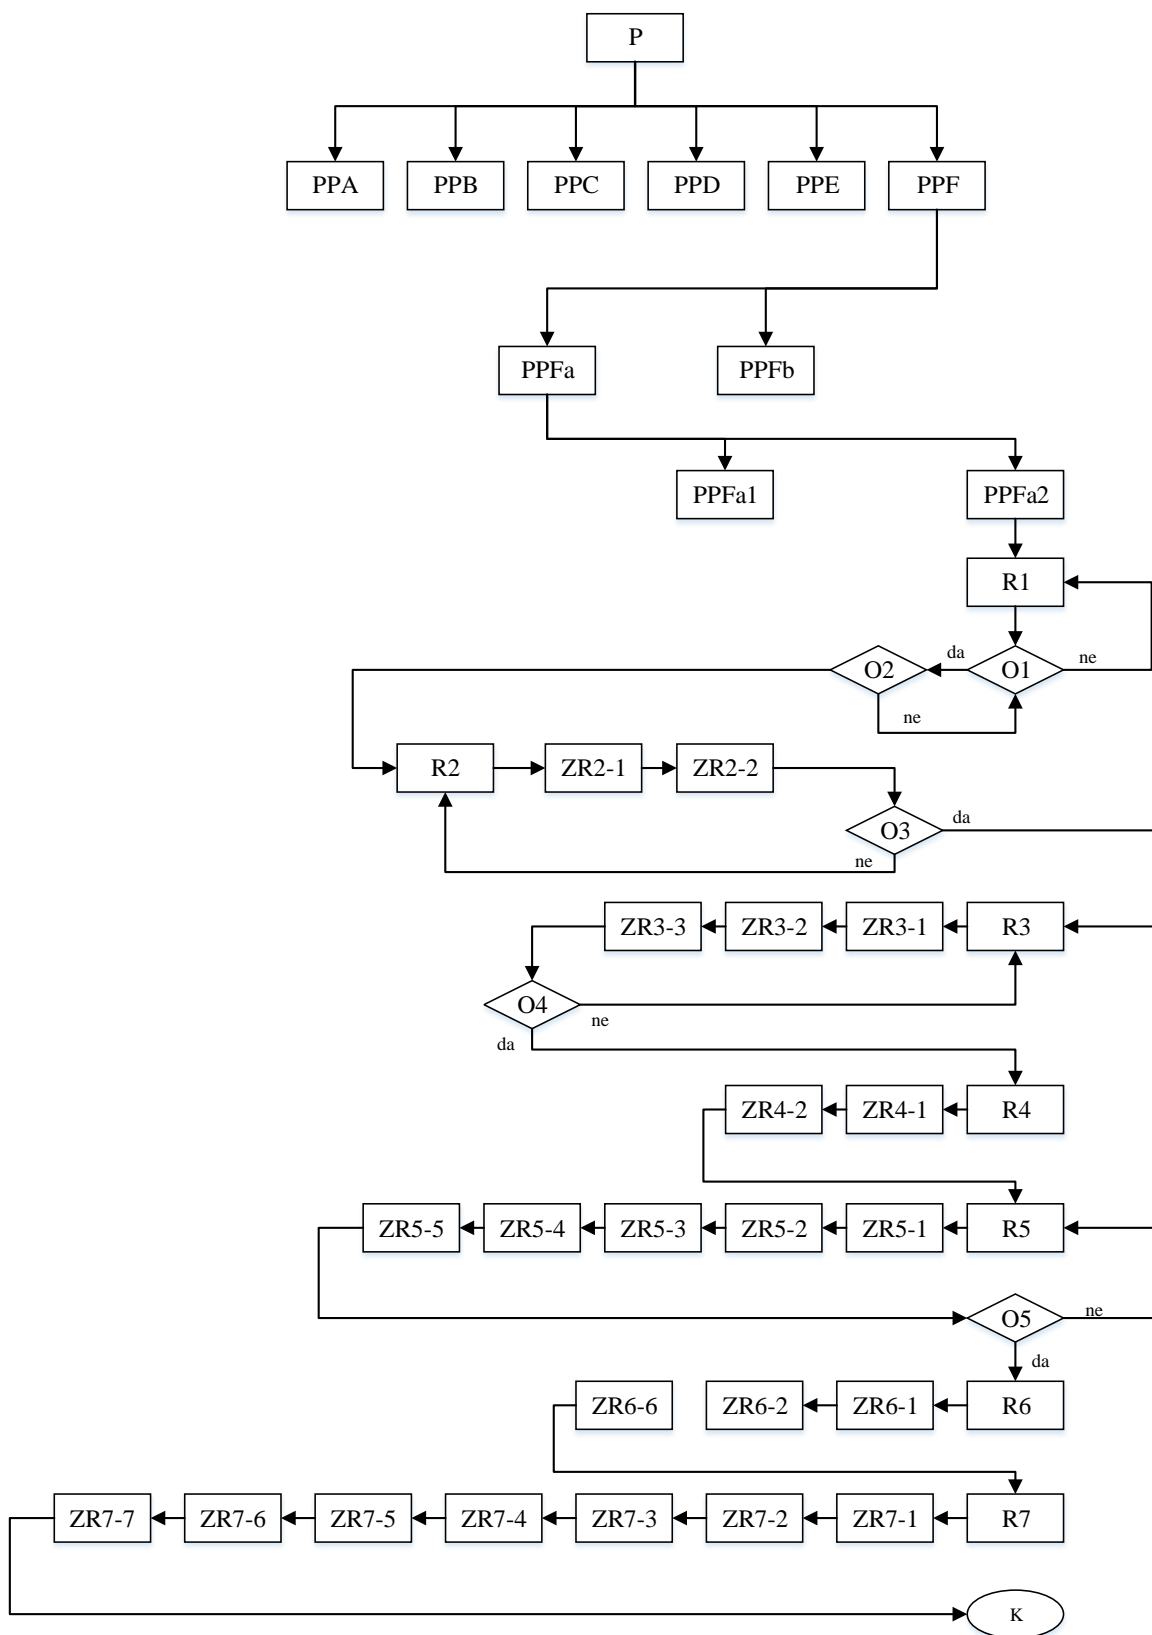 P
PPA PPB PPC PPD PPE PPF
PPFa PPFb
PPFa1 PPFa2
R1
O2 da O1 ne
ne
R2 ZR2-1 ZR2-2
O3 da
ne
ZR3-3 ZR3-2 ZR3-1 R3
O4 ne
da
ZR4-2 ZR4-1 R4
ZR5-5 ZR5-4 ZR5-3 ZR5-2 ZR5-1 R5
O5 ne
da
ZR6-6 ZR6-2 ZR6-1 R6
ZR7-7 ZR7-6 ZR7-5 ZR7-4 ZR7-3 ZR7-2 ZR7-1 R7
K